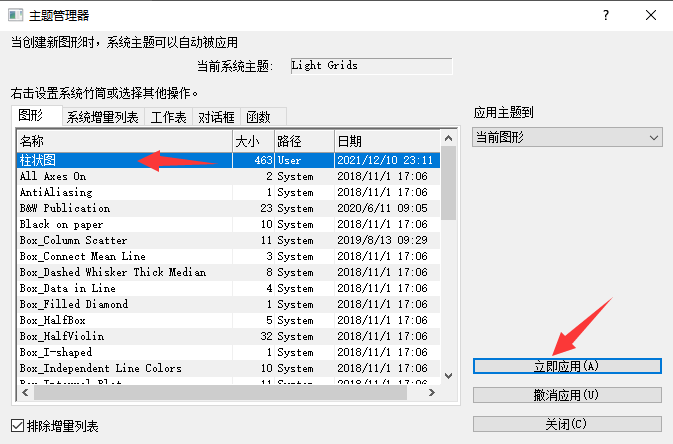 主题管理器
当创建新图形时，系统主题可以自动被应用
当前系统主题: Light Grids
右击设置系统竹筒或选择其他操作。
图形 系统增量列表 工作表 对话框 函数
应用主题到
当前图形
名称 大小 路径 日期
柱状图 463 User 2021/12/10 23:11
All Axes On 2 System 2018/11/1 17:06
AntiAliasing 1 System 2018/11/1 17:06
B&W Publication 23 System 2020/6/11 09:05
Black on paper 10 System 2018/11/1 17:06
Box_Column Scatter 11 System 2019/8/13 09:29
Box_Connect Mean Line 3 System 2018/11/1 17:06
Box_Dashed Whisker Thick Median 8 System 2018/11/1 17:06
Box_Data in Line 4 System 2018/11/1 17:06
Box_Filled Diamond 1 System 2018/11/1 17:06
Box_HalfBox 5 System 2018/11/1 17:06
Box_HalfViolin 32 System 2018/11/1 17:06
Box_I-shaped 1 System 2018/11/1 17:06
Box_Independent Line Colors 10 System 2018/11/1 17:06
立即应用(A)
撤消应用(U)
关闭(C)
排除增量列表